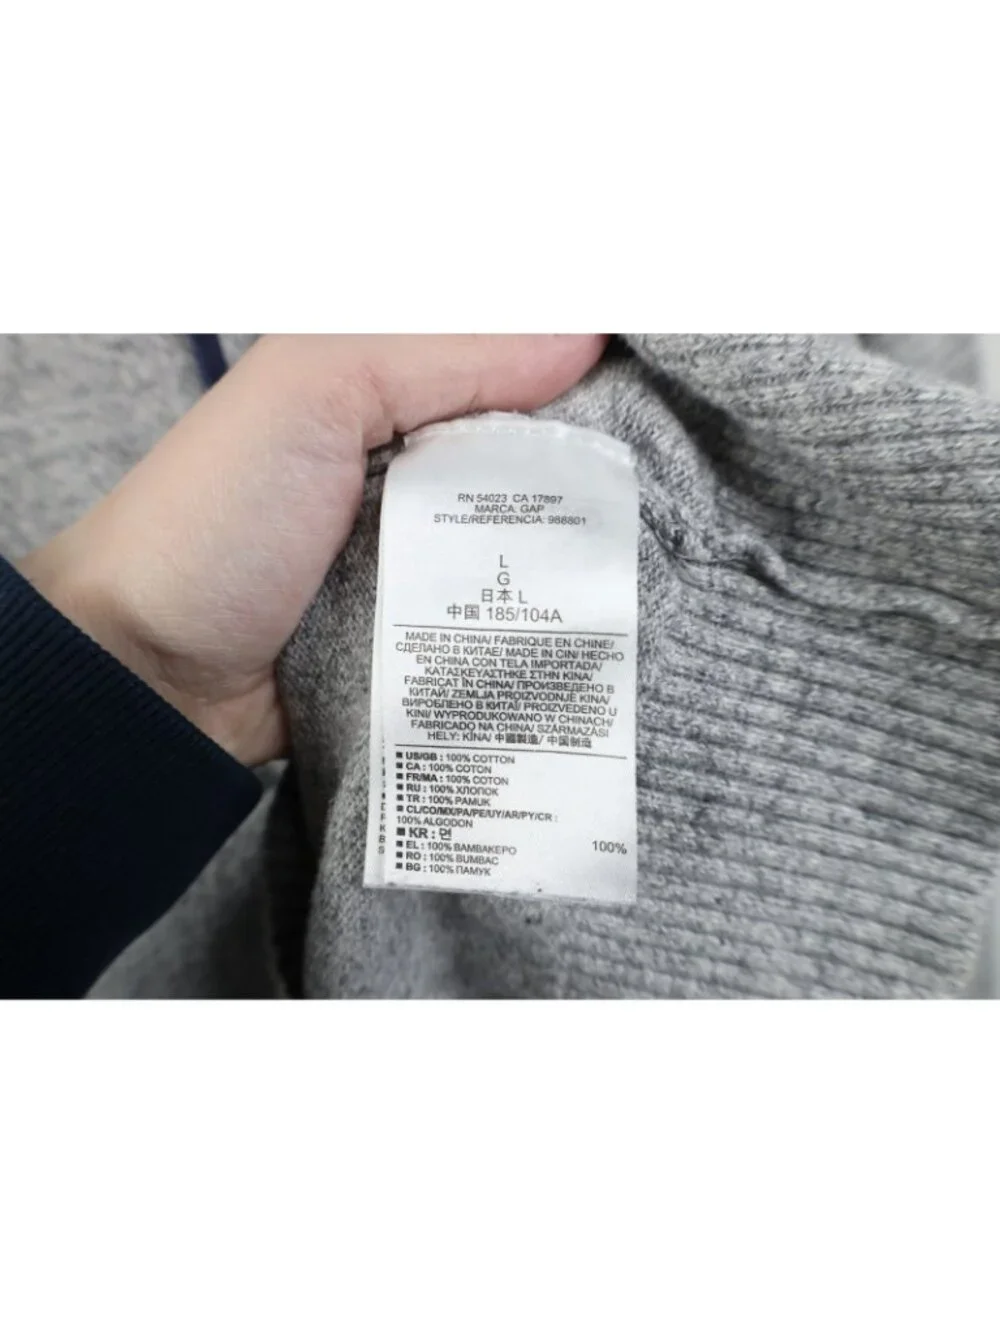 RN 54023 CA 17897
MARCA. GAP
STYLE/REFERENCIA: 988801
L
G
日本 L
中国 185/104A
MADE IN CHINA/ FABRIQUE EN CHINE/
СДЕЛАНО В КИТАЕ/ MADE IN CIN/ HECHO
EN CHINA CON TELA IMPORTADA/
ΚΑΤΑΣΚΕΥΑΣΤΗΚΕ ΣΤΗΝ ΚΙΝΑ/
FABRICAT ÎN CHINA/ ПРОИЗВЕДЕНО В
КИТАЙ/ ZEMLJA PROIZVODNJE KINA/
ВИРОБЛЕНО В КИТАЇ/ PROIZVEDENO U
KINI/ WYPRODUKOWANO W CHINACH/
FABRICADO NA CHINA/ SZÁRMAZÁSI
HELY: KÍNA/ 中國製造/ 中国制造
■ US/GB : 100% COTTON
■ CA : 100% COTON
■ FR/MA : 100% COTON
■ RU : 100% ХЛОПОК
■ TR : 100% PAMUK
■ CL/CO/MX/PA/PE/UY/AR/PY/CR :
100% ALGODON
■ KR : 면 100%
■ EL : 100% ΒΑΜΒΑΚΕΡΟ
■ RO : 100% BUMBAC
■ BG : 100% ПАМУК